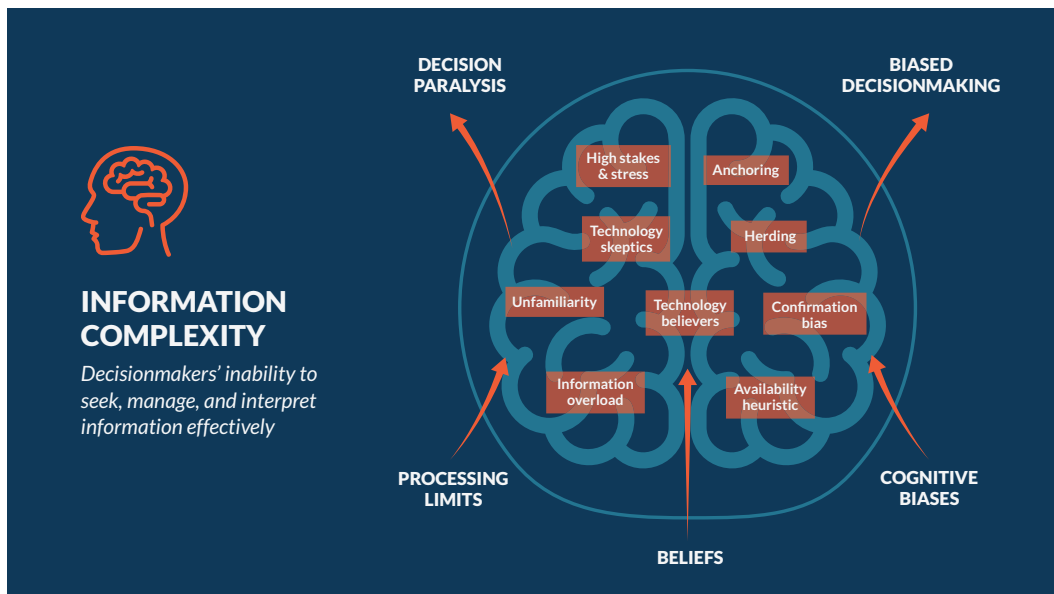 DECISION
PARALYSIS
BIASED
DECISIONMAKING
High stakes
& stress
Anchoring
Technology
skeptics
Herding
INFORMATION
COMPLEXITY
Decisionmakers' inability to
seek, manage, and interpret
information effectively
Unfamiliarity
Technology
believers
Confirmation
bias
Information
overload
Availability
heuristic
PROCESSING
LIMITS
COGNITIVE
BIASES
BELIEFS